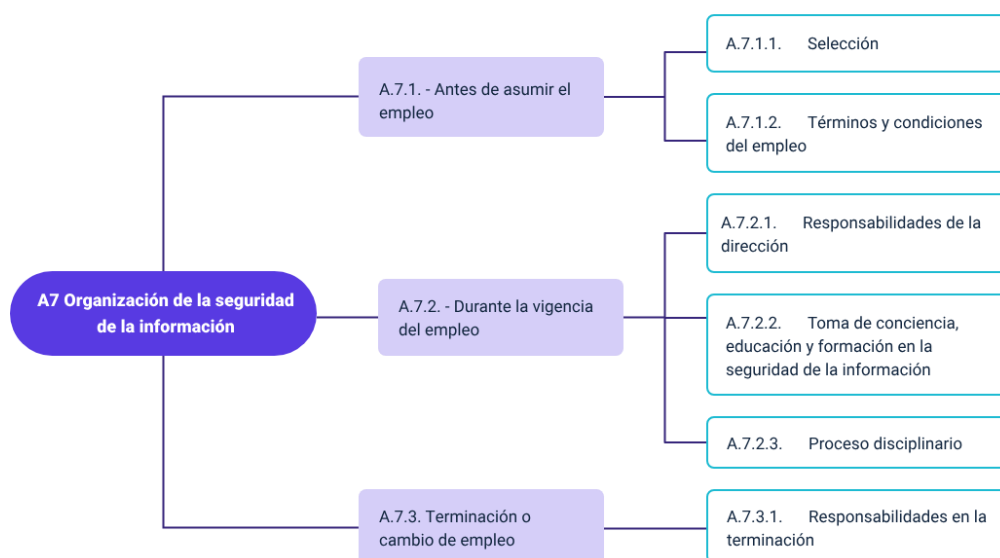 A.7.1.1. Selección
A.7.1. - Antes de asumir el
empleo
A.7.1.2. Términos y condiciones
del empleo
A.7.2.1. Responsabilidades de la
dirección
A7 Organización de la seguridad
de la información
A.7.2. - Durante la vigencia
del empleo
A.7.2.2. Toma de conciencia,
educación y formación en la
seguridad de la información
A.7.2.3. Proceso disciplinario
A.7.3. Terminación o
cambio de empleo
A.7.3.1. Responsabilidades en la
terminación